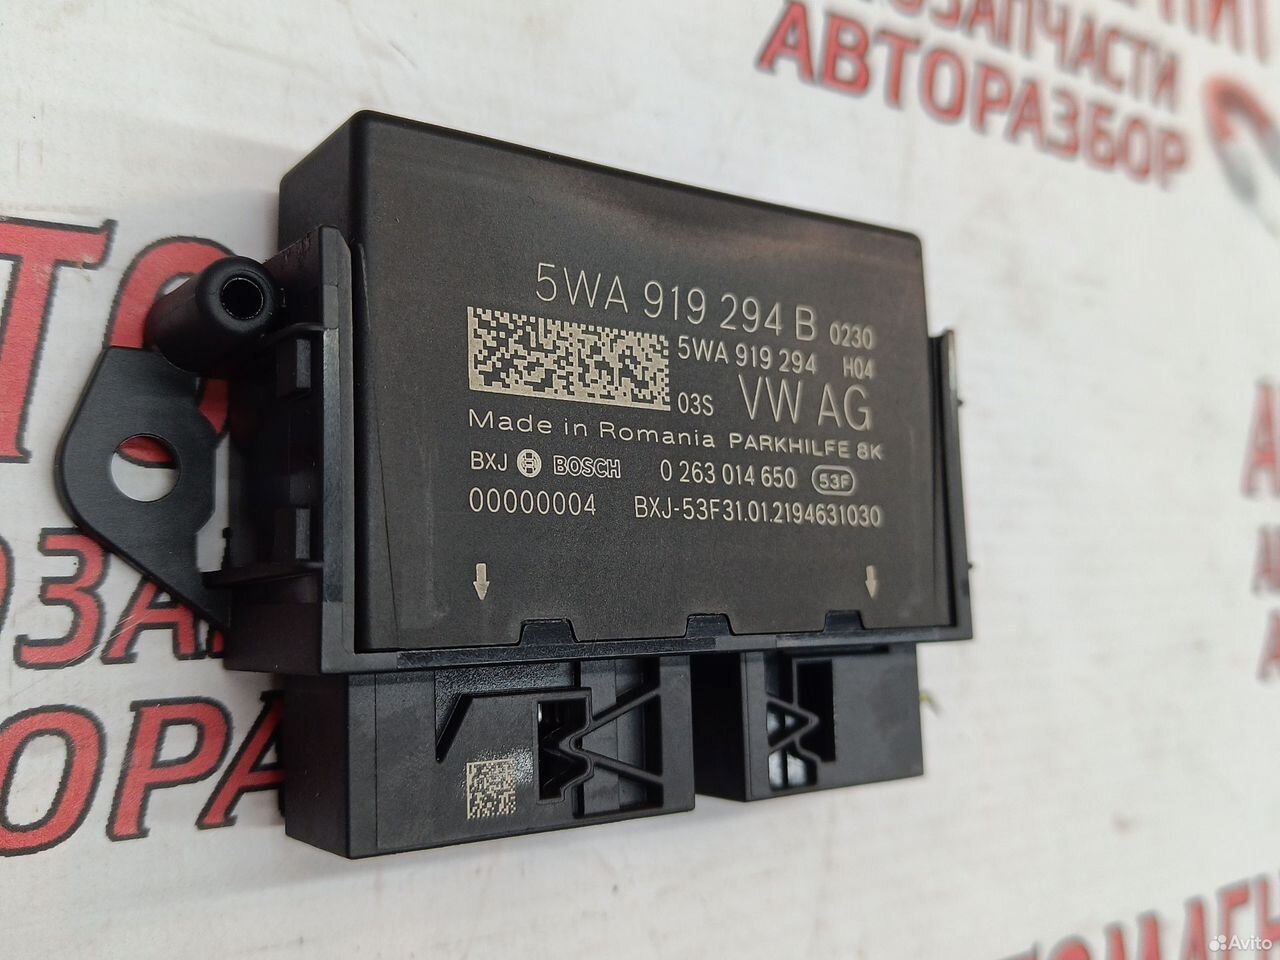 АВТОЗАПЧАСТИ
АВТОРАЗБОР
5WA 919 294 B 0230
5WA 919 294 H04
03S VW AG
Made in Romania PARKHILFE 8K
BXJ BOSCH 0 263 014 650 53F
00000004 BXJ-53F31.01.2194631030
Avito